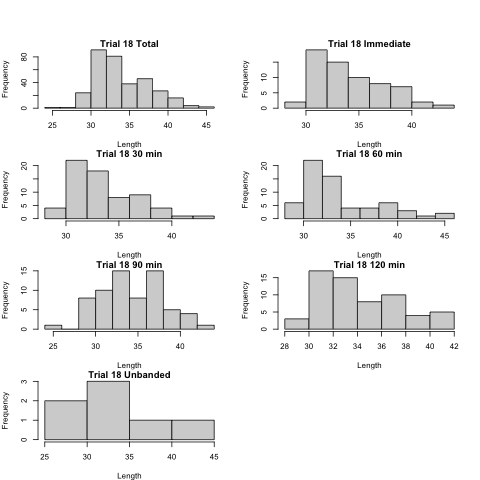 Trial 18 Total
Frequency
0 40 80
25 30 35 40 45
Length
Trial 18 Immediate
Frequency
0 5 15
30 35 40
Length
Trial 18 30 min
Frequency
0 5 10 20
30 35 40
Length
Trial 18 60 min
Frequency
0 5 10 20
30 35 40 45
Length
Trial 18 90 min
Frequency
0 5 10 15
25 30 35 40
Length
Trial 18 120 min
Frequency
0 5 10 15
28 30 32 34 36 38 40 42
Length
Trial 18 Unbanded
Frequency
0 1 2 3
25 30 35 40 45
Length